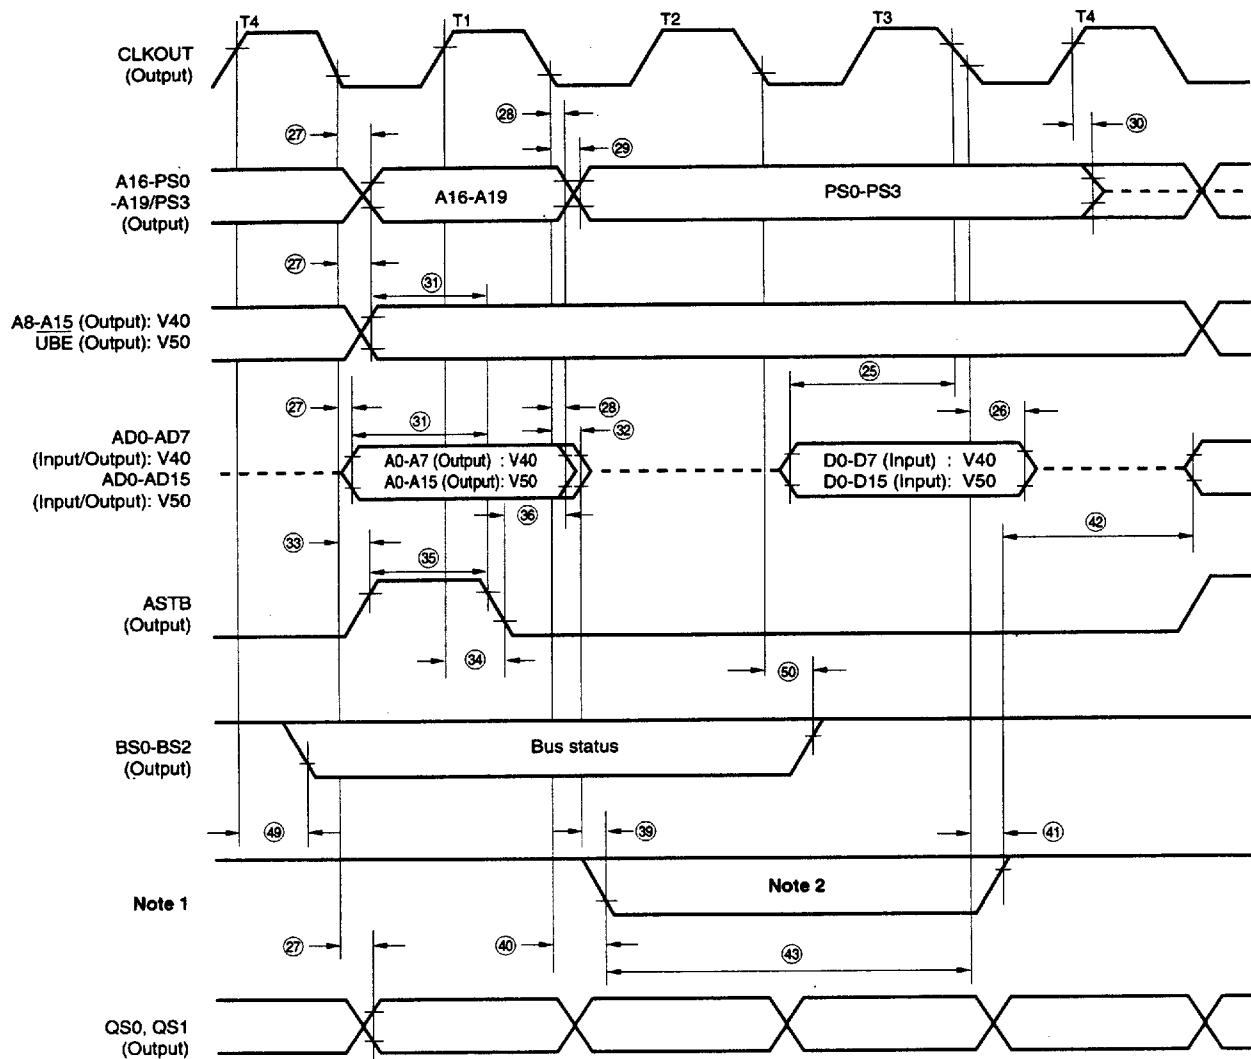 T4 T1 T2 T3 T4
CLKOUT
(Output)
28
27 29 30
A16-PS0
-A19/PS3
(Output)
A16-A19 PS0-PS3
27 31
A8-A15 (Output): V40
UBE (Output): V50
25
27 31 28 26
32
AD0-AD7
(Input/Output): V40
AD0-AD15
(Input/Output): V50
A0-A7 (Output) : V40
A0-A15 (Output): V50
D0-D7 (Input) : V40
D0-D15 (Input): V50
36 42
33 35
ASTB
(Output)
34 50
BS0-BS2
(Output)
Bus status
49 39 41
Note 1
Note 2
27 40 43
QS0, QS1
(Output)